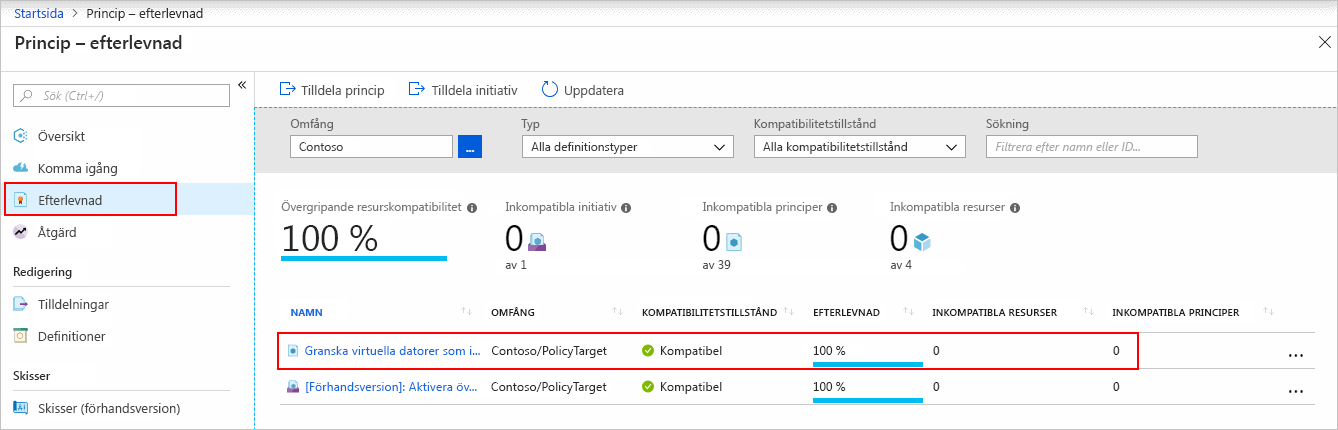 Startsida > Princip – efterlevnad
Princip – efterlevnad
Sök (Ctrl+/)
Översikt
Komma igång
Efterlevnad
Åtgärd
Redigering
Tilldelningar
Definitioner
Skisser
Skisser (förhandsversion)
Tilldela princip Tilldela initiativ Uppdatera
Omfång Typ Kompatibilitetstillstånd Sökning
Contoso ... Alla definitionstyper Alla kompatibilitetstillstånd Filtrera efter namn eller ID...
Övergripande resurskompatibilitet Inkompatibla initiativ Inkompatibla principer Inkompatibla resurser
100 % 0 0 0
av 1 av 39 av 4
NAMN OMFÅNG KOMPATIBILITETSTILLSTÅND EFTERLEVNAD INKOMPATIBLA RESURSER INKOMPATIBLA PRINCIPER
Granska virtuella datorer som i... Contoso/PolicyTarget Kompatibel 100 % 0 0 ...
[Förhandsversion]: Aktivera öv... Contoso/PolicyTarget Kompatibel 100 % 0 0 ...